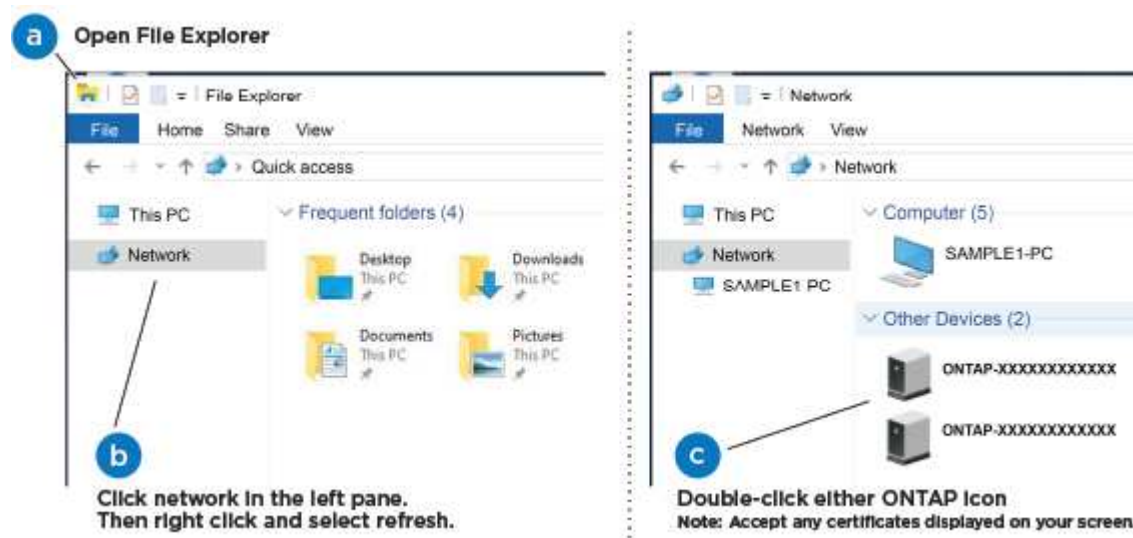 a Open File Explorer
File Explorer
File Home Share View
Quick access
This PC
Network
Frequent folders (4)
Desktop
This PC
Downloads
This PC
Documents
This PC
Pictures
This PC
b
Click network in the left pane.
Then right click and select refresh.
Network
File Network View
Network
This PC
Network
SAMPLE1 PC
Computer (5)
SAMPLE1-PC
Other Devices (2)
ONTAP-XXXXXXXXXXXX
ONTAP-XXXXXXXXXXXX
c
Double-click either ONTAP icon
Note: Accept any certificates displayed on your screen.